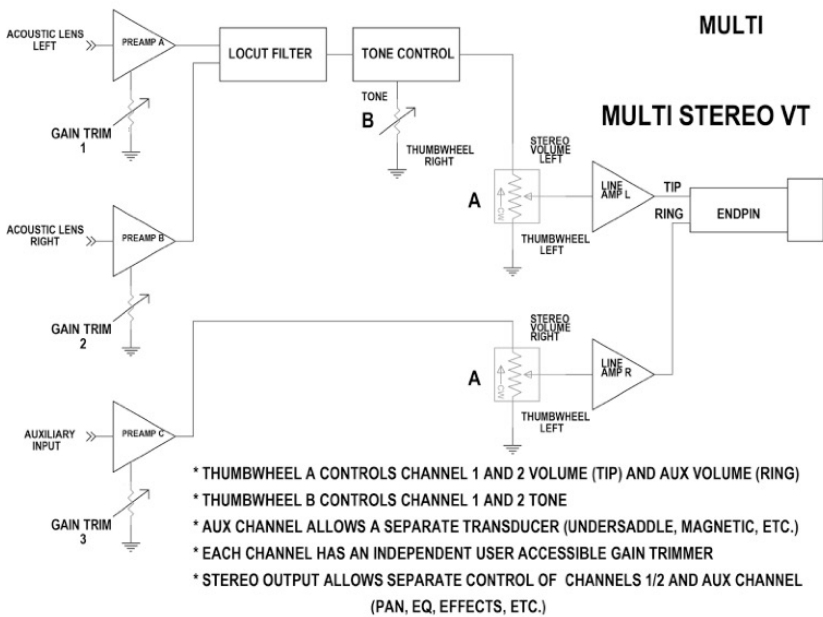 MULTI
ACOUSTIC LENS
LEFT
PREAMP A
LOCUT FILTER
TONE CONTROL
GAIN TRIM
1
TONE
B
THUMBWHEEL
RIGHT
MULTI STEREO VT
STEREO
VOLUME
LEFT
A
CW
THUMBWHEEL
LEFT
LINE
AMP L
TIP
RING
ENDPIN
ACOUSTIC LENS
RIGHT
PREAMP B
GAIN TRIM
2
STEREO
VOLUME
RIGHT
A
CW
THUMBWHEEL
LEFT
LINE
AMP R
AUXILIARY
INPUT
PREAMP C
GAIN TRIM
3
* THUMBWHEEL A CONTROLS CHANNEL 1 AND 2 VOLUME (TIP) AND AUX VOLUME (RING)
* THUMBWHEEL B CONTROLS CHANNEL 1 AND 2 TONE
* AUX CHANNEL ALLOWS A SEPARATE TRANSDUCER (UNDERSADDLE, MAGNETIC, ETC.)
* EACH CHANNEL HAS AN INDEPENDENT USER ACCESSIBLE GAIN TRIMMER
* STEREO OUTPUT ALLOWS SEPARATE CONTROL OF CHANNELS 1/2 AND AUX CHANNEL
(PAN, EQ, EFFECTS, ETC.)